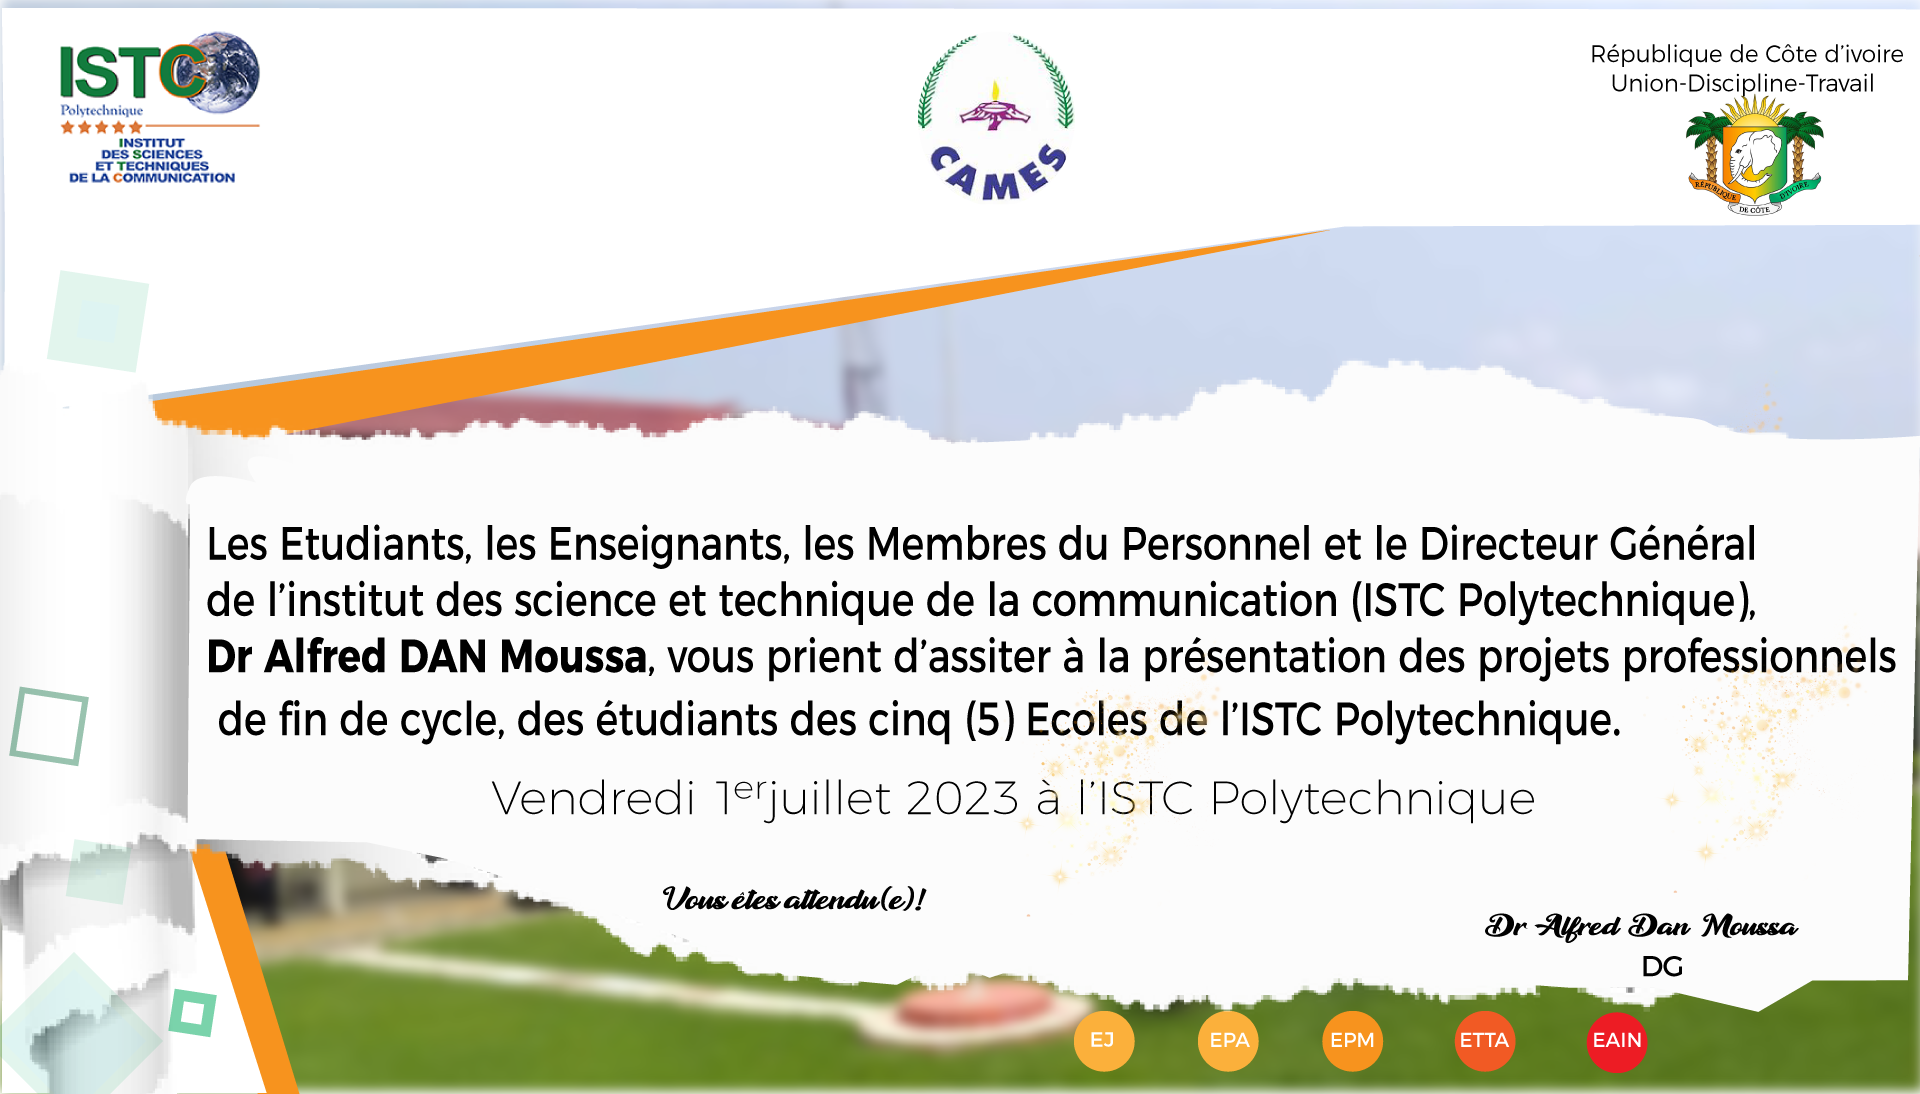 ISTC
Polytechnique
INSTITUT
DES SCIENCES
ET TECHNIQUES
DE LA COMMUNICATION
CAMES
République de Côte d’ivoire
Union-Discipline-Travail
RÉPUBLIQUE DE CÔTE D'IVOIRE
Les Etudiants, les Enseignants, les Membres du Personnel et le Directeur Général
de l’institut des science et technique de la communication (ISTC Polytechnique),
Dr Alfred DAN Moussa, vous prient d’assiter à la présentation des projets professionnels
de fin de cycle, des étudiants des cinq (5) Ecoles de l’ISTC Polytechnique.
Vendredi 1erjuillet 2023 à l’ISTC Polytechnique
Vous êtes attendu(e)!
Dr Alfred Dan Moussa
DG
EJ EPA EPM ETTA EAIN